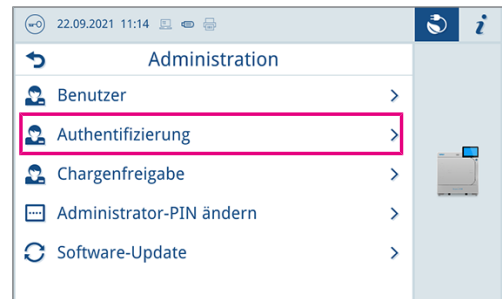 22.09.2021 11:14
Administration
Benutzer
Authentifizierung
Chargenfreigabe
Administrator-PIN ändern
Software-Update